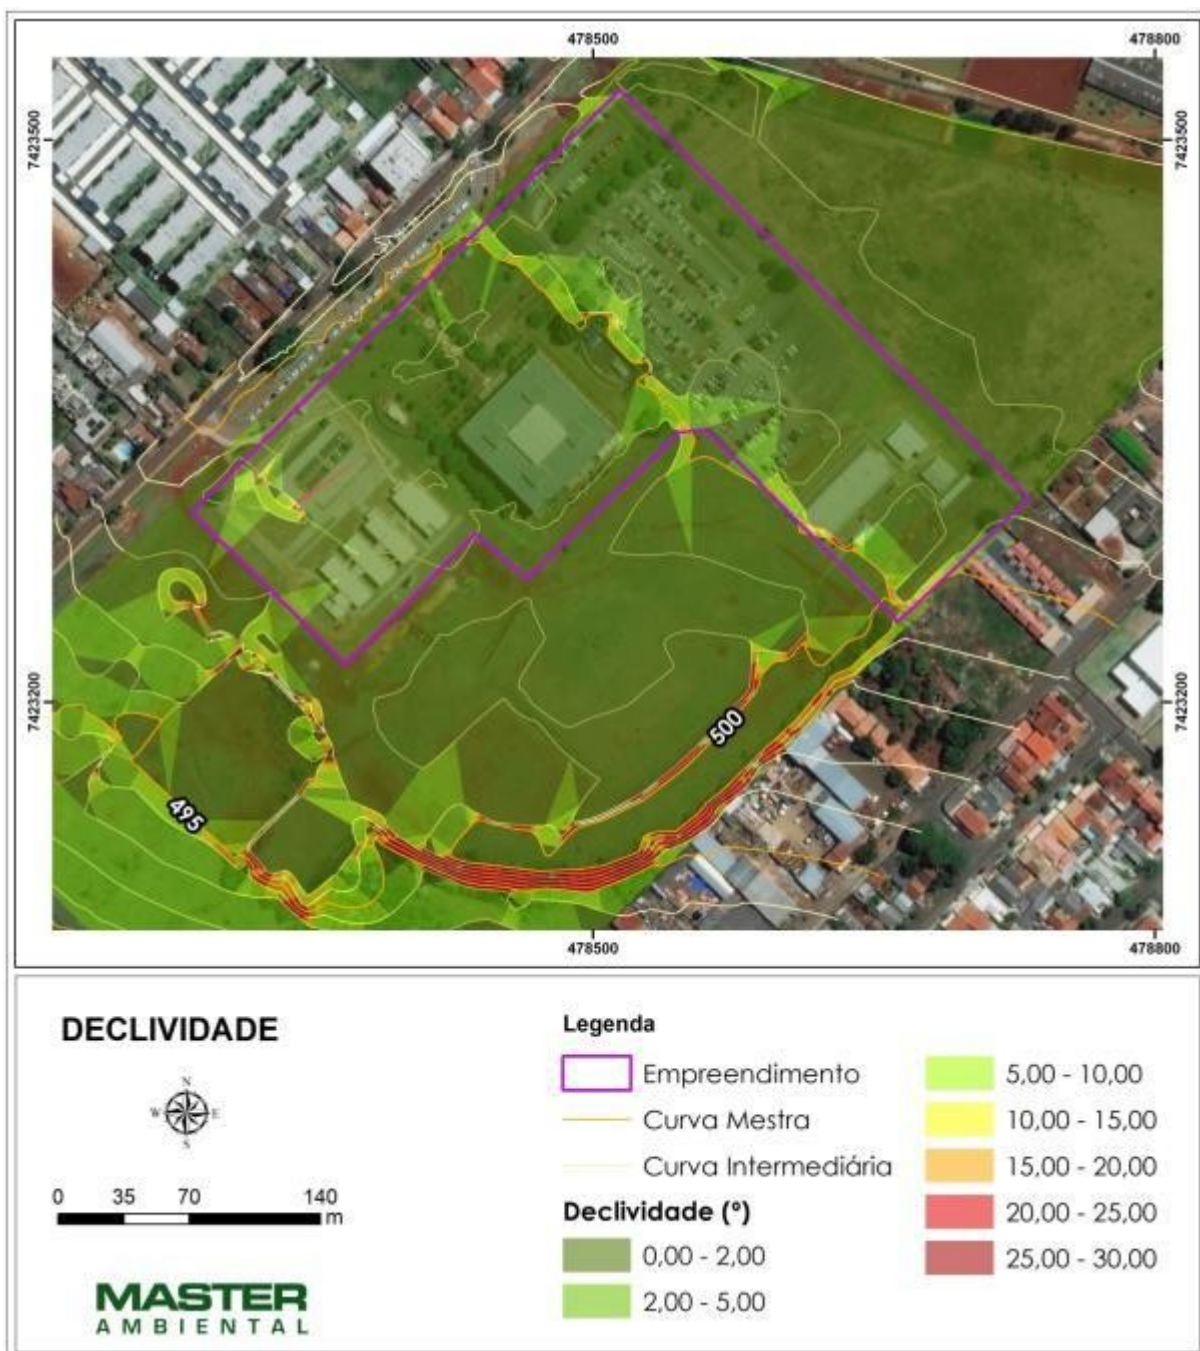 478500 478800
7423500 7423500
7423200 7423200
500
495
478500 478800
DECLIVIDADE
N
W E
S
0 35 70 140
m
MASTER
AMBIENTAL
Legenda
Empreendimento
Curva Mestra
Curva Intermediária
Declividade (º)
0,00 - 2,00
2,00 - 5,00
5,00 - 10,00
10,00 - 15,00
15,00 - 20,00
20,00 - 25,00
25,00 - 30,00